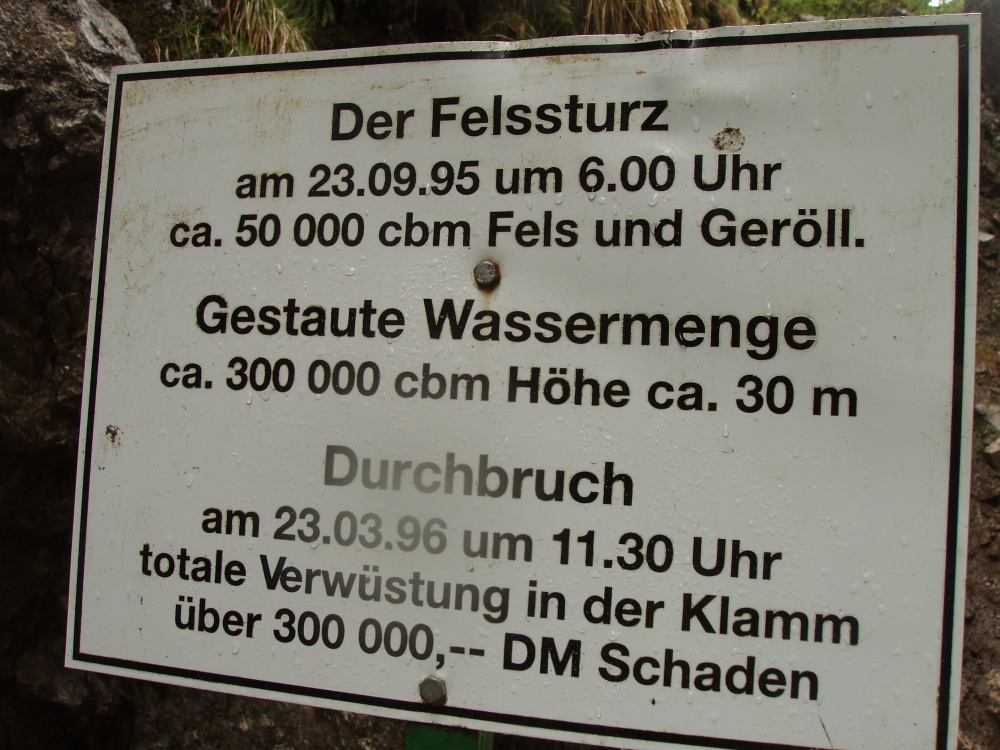 Der Felssturz
am 23.09.95 um 6.00 Uhr
ca. 50 000 cbm Fels und Geröll.
Gestaute Wassermenge
ca. 300 000 cbm Höhe ca. 30 m
Durchbruch
am 23.03.96 um 11.30 Uhr
totale Verwüstung in der Klamm
über 300 000,-- DM Schaden